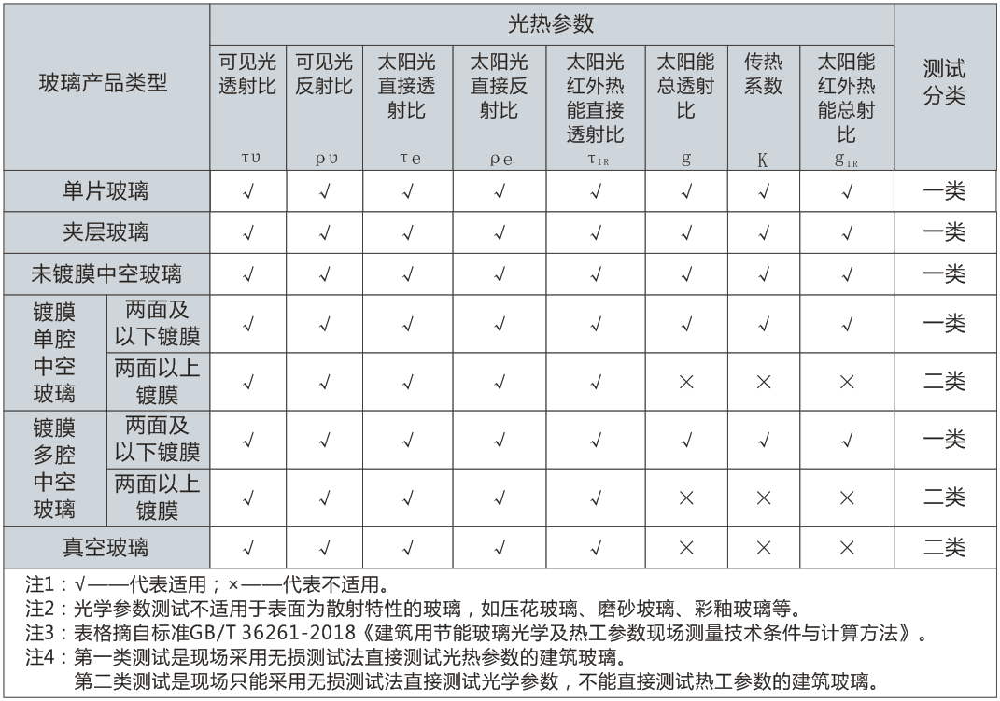 玻璃产品类型
光热参数
测试
分类
可见光
透射比
τυ
可见光
反射比
ρυ
太阳光
直接透
射比
τe
太阳光
直接反
射比
ρe
太阳光
红外热
能直接
透射比
τIR
太阳能
总透射
比
g
传热
系数
K
太阳能
红外热
能总射
比
gIR
单片玻璃 √ √ √ √ √ √ √ √ 一类
夹层玻璃 √ √ √ √ √ √ √ √ 一类
未镀膜中空玻璃 √ √ √ √ √ √ √ √ 一类
镀膜
单腔
中空
玻璃
两面及
以下镀膜 √ √ √ √ √ √ √ √ 一类
两面以上
镀膜 √ √ √ √ √ × × × 二类
镀膜
多腔
中空
玻璃
两面及
以下镀膜 √ √ √ √ √ √ √ √ 一类
两面以上
镀膜 √ √ √ √ √ × × × 二类
真空玻璃 √ √ √ √ √ × × × 二类
注1：√——代表适用；×——代表不适用。
注2：光学参数测试不适用于表面为散射特性的玻璃，如压花玻璃、磨砂玻璃、彩釉玻璃等。
注3：表格摘自标准GB/T 36261-2018《建筑用节能玻璃光学及热工参数现场测量技术条件与计算方法》。
注4：第一类测试是现场采用无损测试法直接测试光热参数的建筑玻璃。
第二类测试是现场只能采用无损测试法直接测试光学参数，不能直接测试热工参数的建筑玻璃。